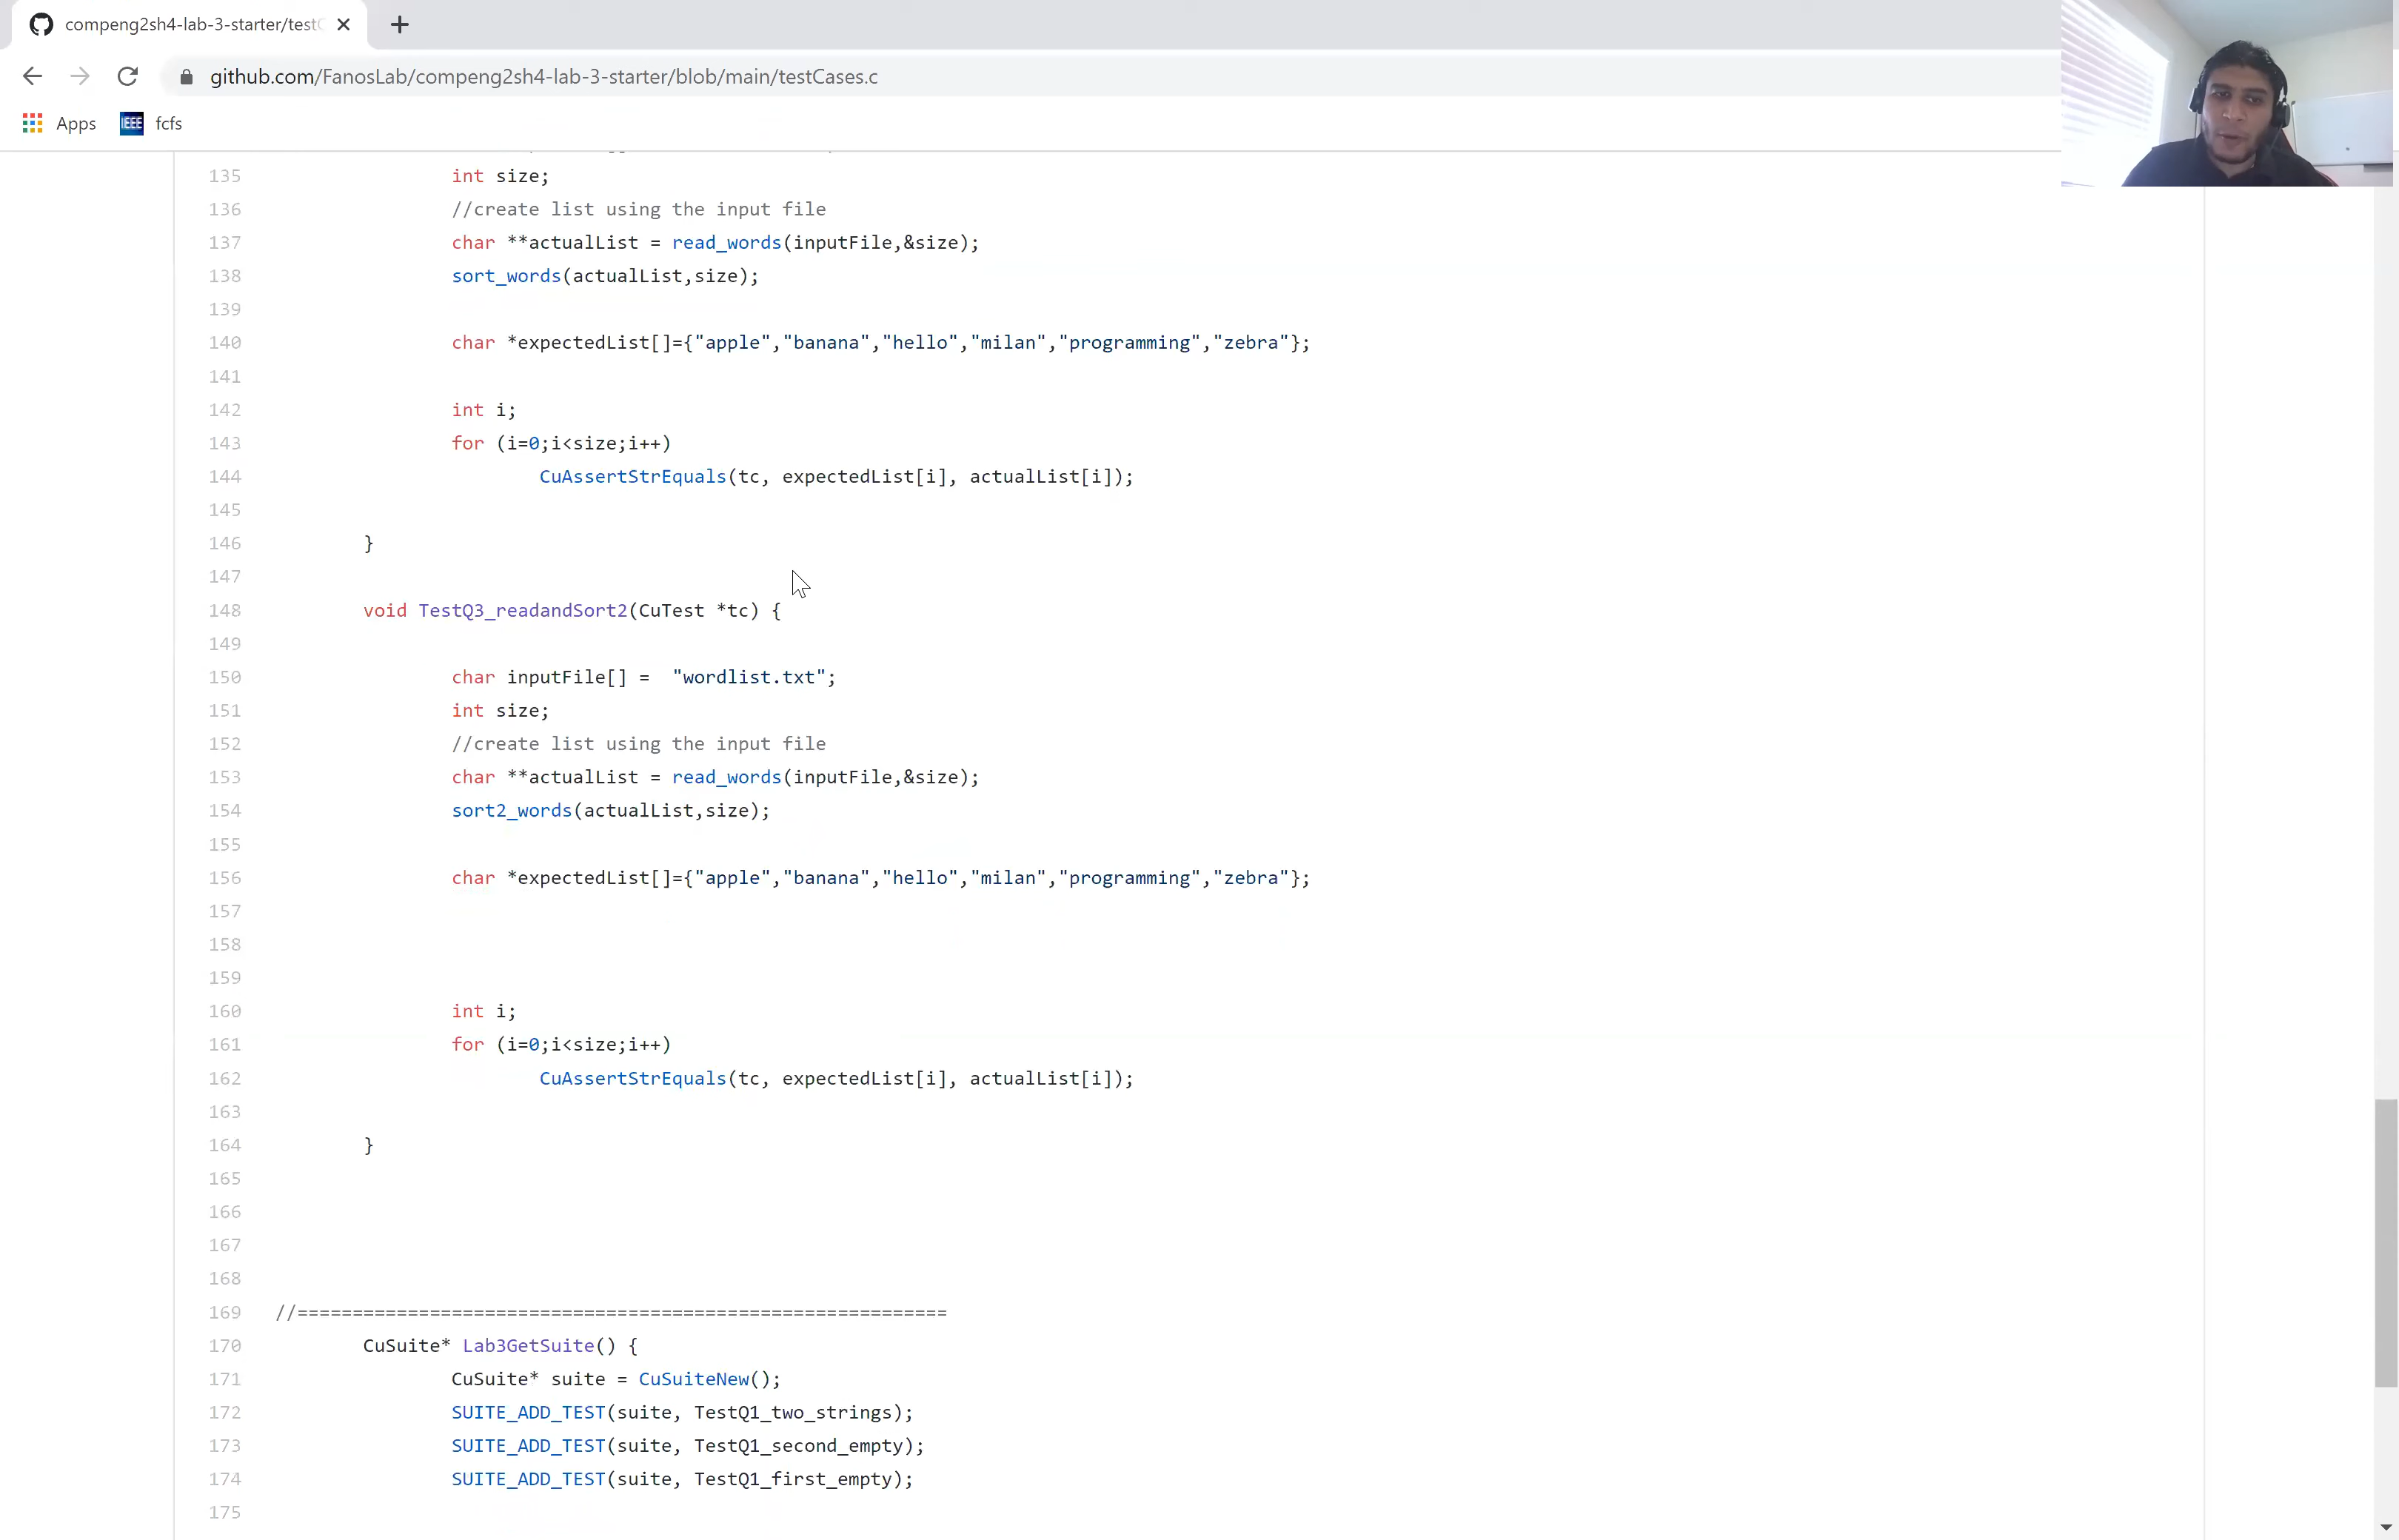 compeng2sh4-lab-3-starter/test
github.com/FanosLab/compeng2sh4-lab-3-starter/blob/main/testCases.c
Apps IEEE fcfs
135 int size;
136 //create list using the input file
137 char **actualList = read_words(inputFile,&size);
138 sort_words(actualList,size);
139
140 char *expectedList[]={"apple","banana","hello","milan","programming","zebra"};
141
142 int i;
143 for (i=0;i<size;i++)
144 CuAssertStrEquals(tc, expectedList[i], actualList[i]);
145
146 }
147
148 void TestQ3_readandSort2(CuTest *tc) {
149
150 char inputFile[] =  "wordlist.txt";
151 int size;
152 //create list using the input file
153 char **actualList = read_words(inputFile,&size);
154 sort2_words(actualList,size);
155
156 char *expectedList[]={"apple","banana","hello","milan","programming","zebra"};
157
158
159
160 int i;
161 for (i=0;i<size;i++)
162 CuAssertStrEquals(tc, expectedList[i], actualList[i]);
163
164 }
165
166
167
168
169 //===========================================================
170 CuSuite* Lab3GetSuite() {
171 CuSuite* suite = CuSuiteNew();
172 SUITE_ADD_TEST(suite, TestQ1_two_strings);
173 SUITE_ADD_TEST(suite, TestQ1_second_empty);
174 SUITE_ADD_TEST(suite, TestQ1_first_empty);
175